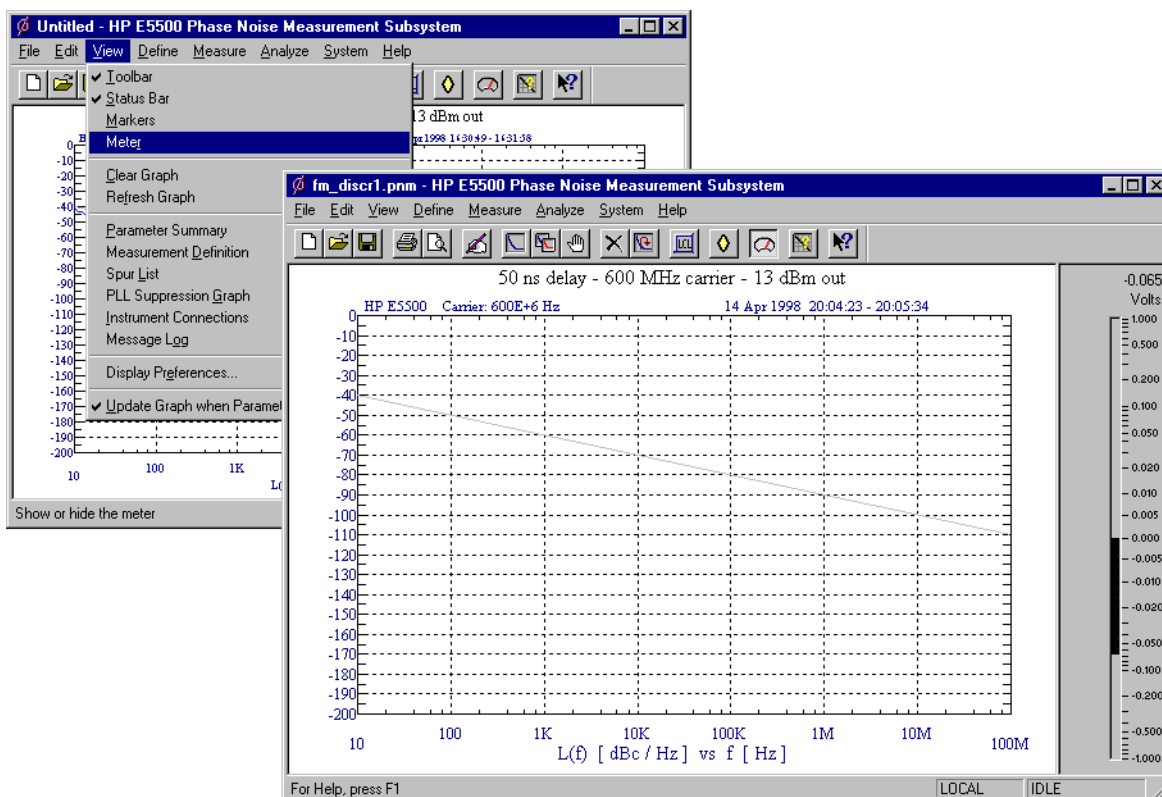 Untitled - HP E5500 Phase Noise Measurement Subsystem
File Edit View Define Measure Analyze System Help
Toolbar
Status Bar
Markers
Meter
Clear Graph
Refresh Graph
Parameter Summary
Measurement Definition
Spur List
PLL Suppression Graph
Instrument Connections
Message Log
Display Preferences...
Update Graph when Paramet
13 dBm out
pr 1998 16:30:49 - 16:31:58
0
-10
-20
-30
-40
-50
-60
-70
-80
-90
-100
-110
-120
-130
-140
-150
-160
-170
-180
-190
-200
10 100 1K
Show or hide the meter
fm_discr1.pnm - HP E5500 Phase Noise Measurement Subsystem
File Edit View Define Measure Analyze System Help
50 ns delay - 600 MHz carrier - 13 dBm out
HP E5500 Carrier: 600E+6 Hz 14 Apr 1998 20:04:23 - 20:05:34
0
-10
-20
-30
-40
-50
-60
-70
-80
-90
-100
-110
-120
-130
-140
-150
-160
-170
-180
-190
-200
10 100 1K 10K 100K 1M 10M 100M
L(f) [ dBc / Hz ] vs f [ Hz ]
-0.065
Volts
1.000
0.500
0.200
0.100
0.050
0.020
0.010
0.005
0.000
-0.005
-0.010
-0.020
-0.050
-0.100
-0.200
-0.500
-1.000
For Help, press F1
LOCAL IDLE